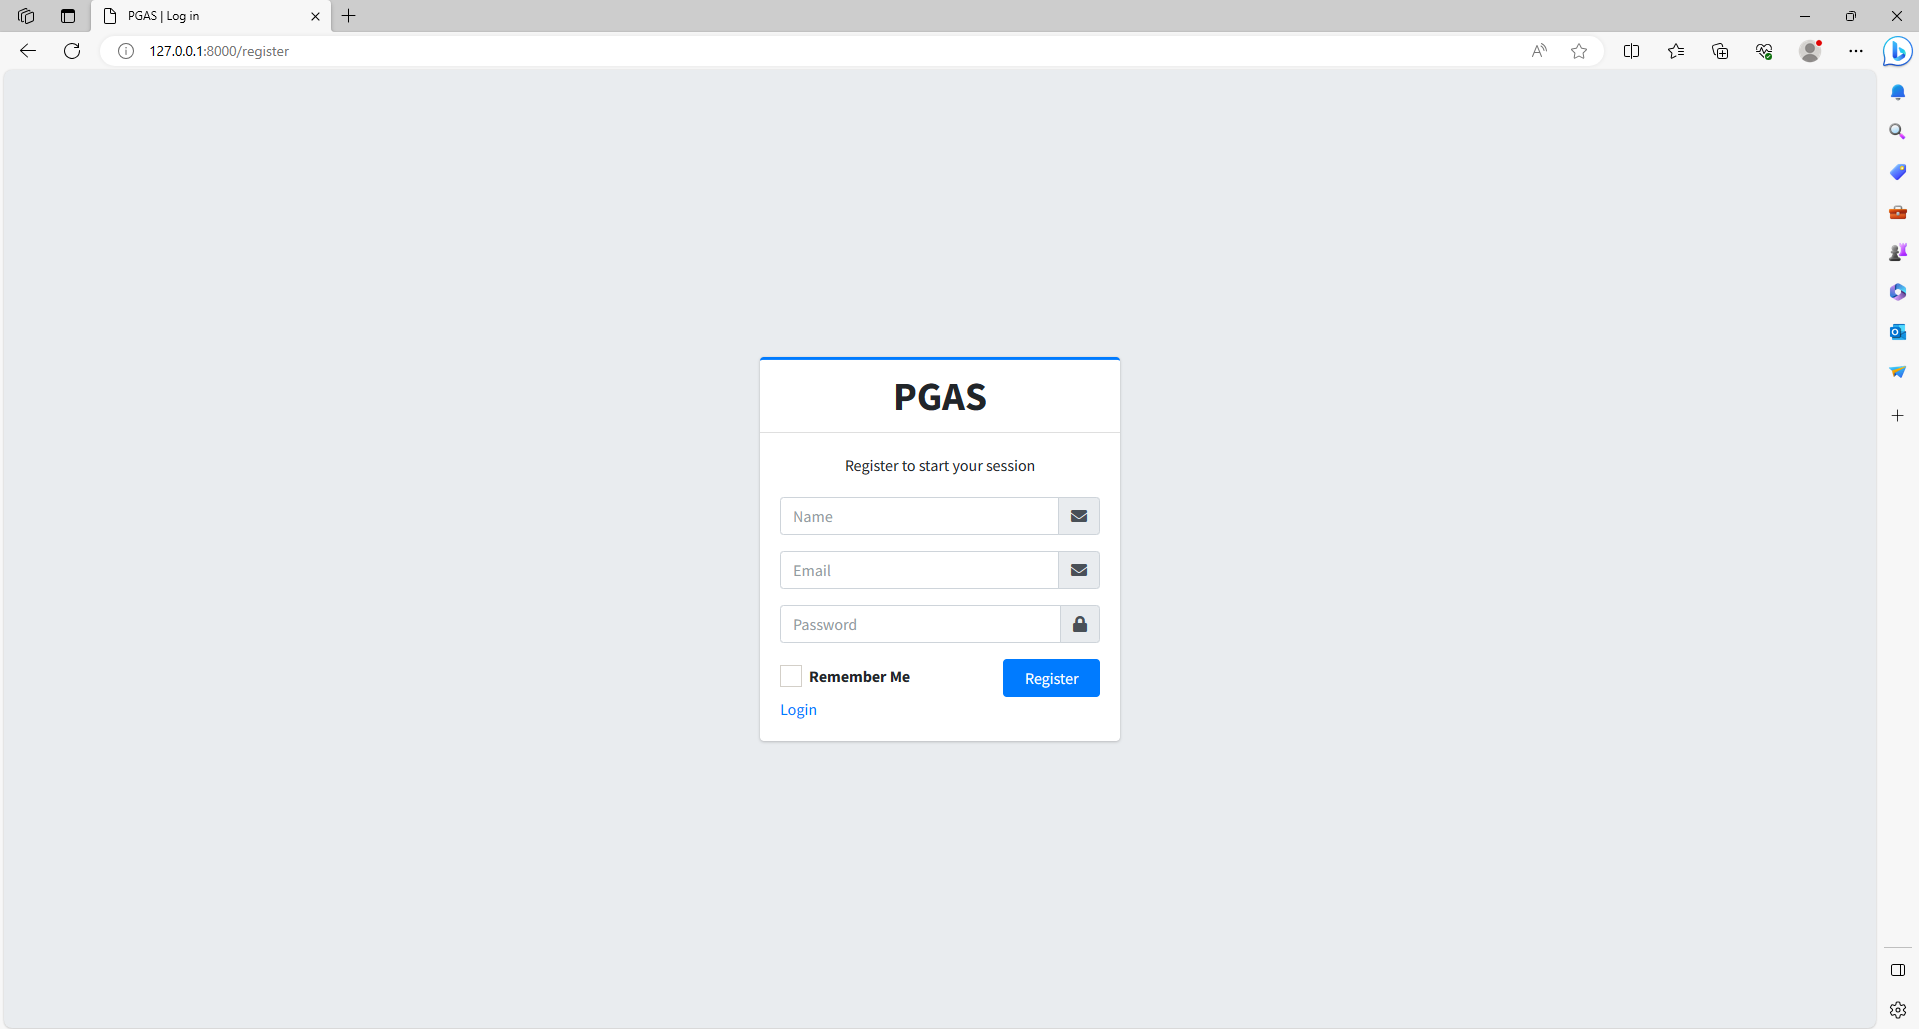 PGAS | Log in
127.0.0.1:8000/register
PGAS
Register to start your session
Name
Email
Password
Remember Me
Register
Login